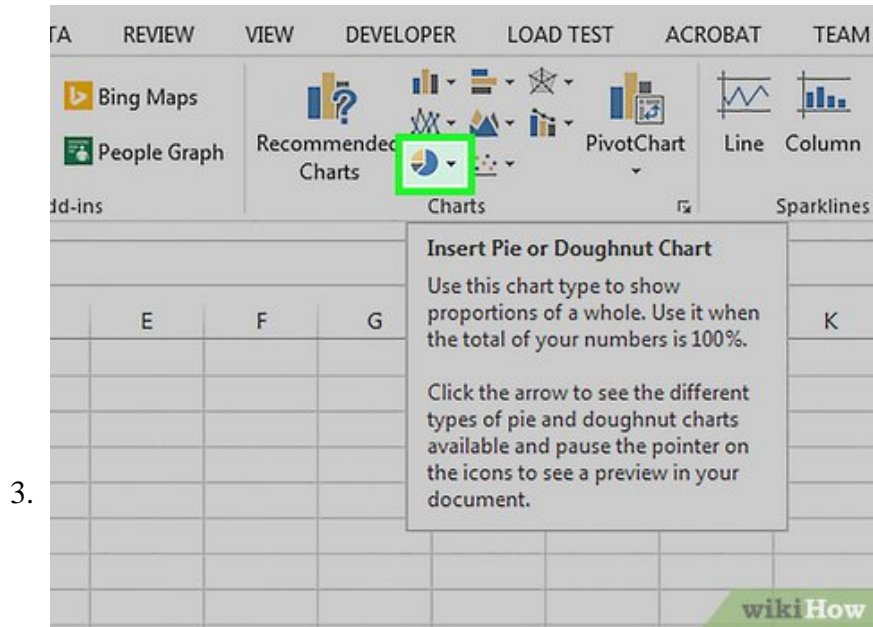 TA REVIEW VIEW DEVELOPER LOAD TEST ACROBAT TEAM
Bing Maps
People Graph
Recommended
Charts
PivotChart
Line
Column
dd-ins
Charts
Sparklines
Insert Pie or Doughnut Chart
Use this chart type to show
proportions of a whole. Use it when
the total of your numbers is 100%.
Click the arrow to see the different
types of pie and doughnut charts
available and pause the pointer on
the icons to see a preview in your
document.
E F G K
3.
wikiHow